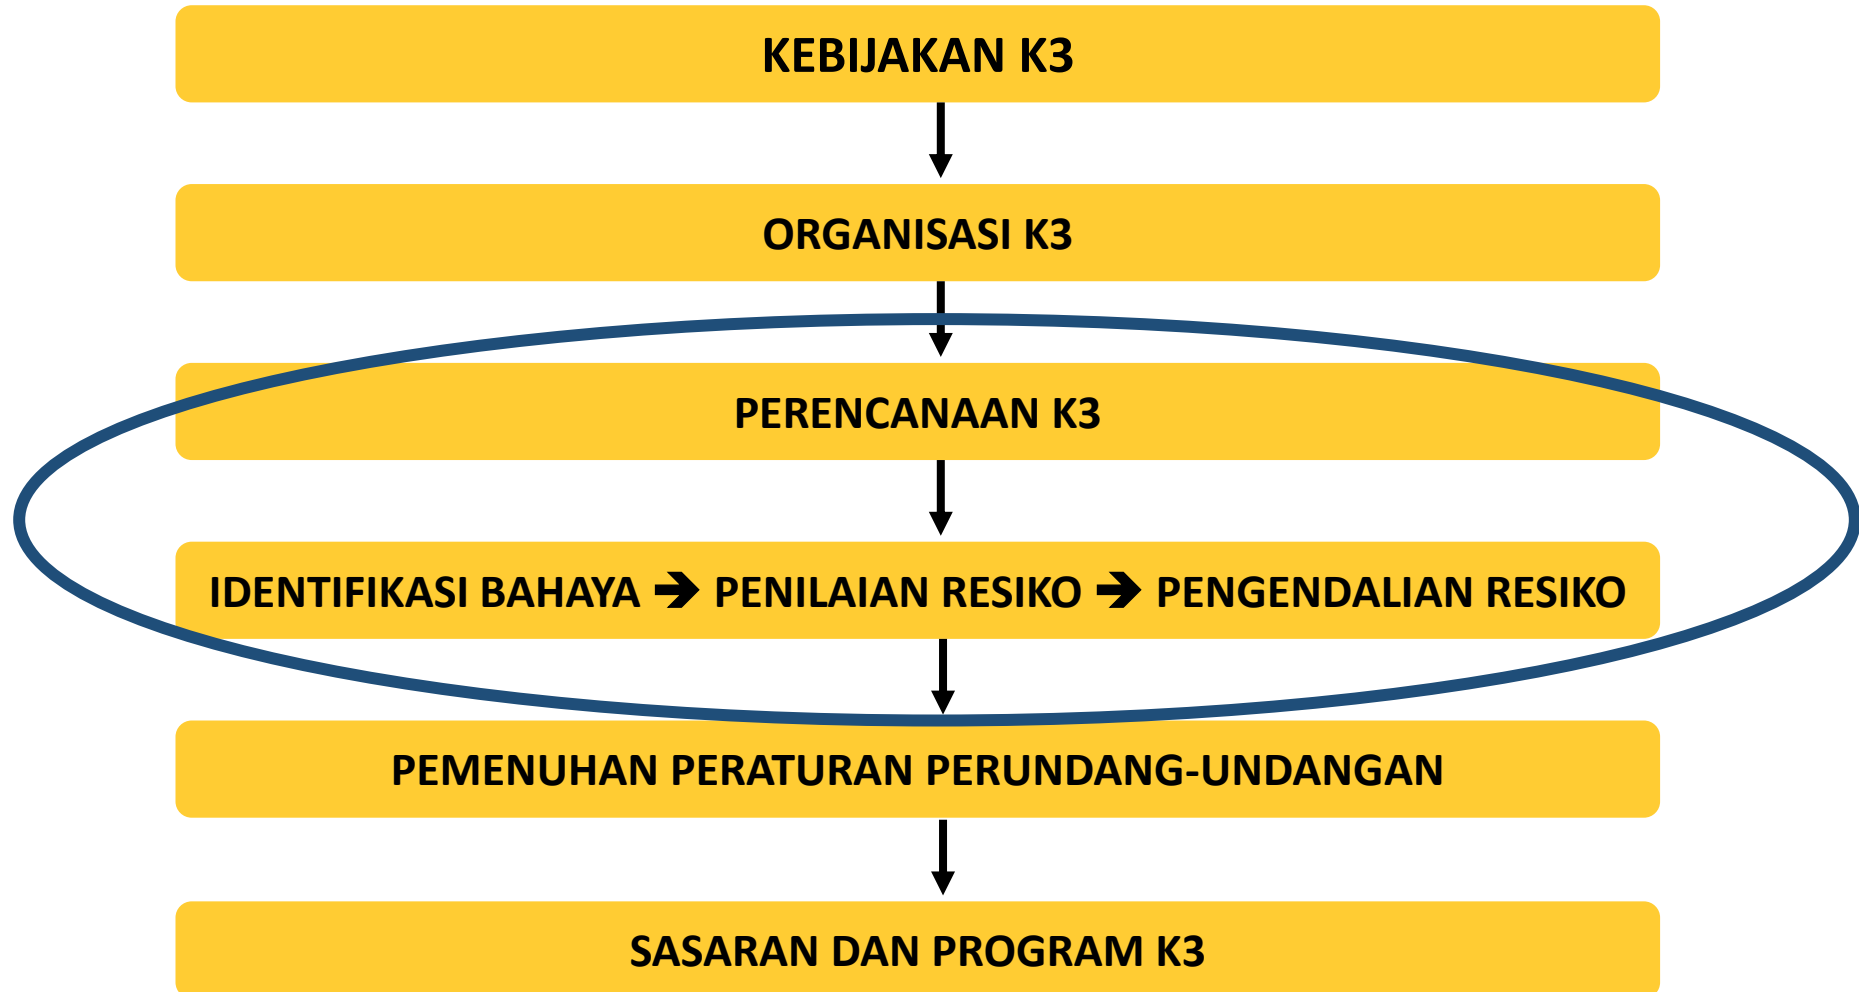 KEBIJAKAN K3
ORGANISASI K3
PERENCANAAN K3
IDENTIFIKASI BAHAYA ➔ PENILAIAN RESIKO ➔ PENGENDALIAN RESIKO
PEMENUHAN PERATURAN PERUNDANG-UNDANGAN
SASARAN DAN PROGRAM K3